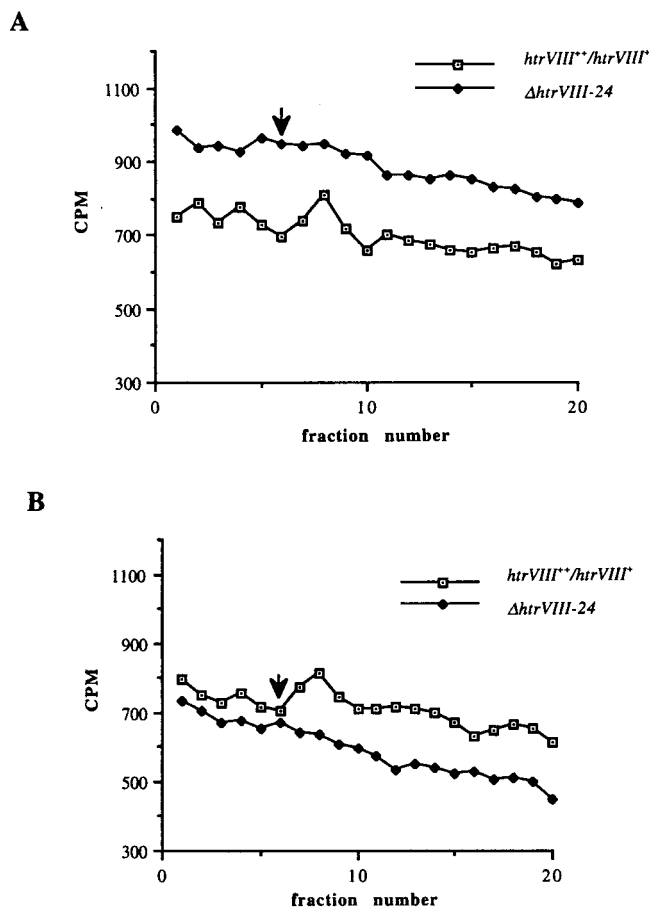 A
htrVIII⁺⁺/htrVIII⁺
ΔhtrVIII-24
1100
900
700
500
300
CPM
0
10
20
fraction number
B
htrVIII⁺⁺/htrVIII⁺
ΔhtrVIII-24
1100
900
700
500
300
CPM
0
10
20
fraction number